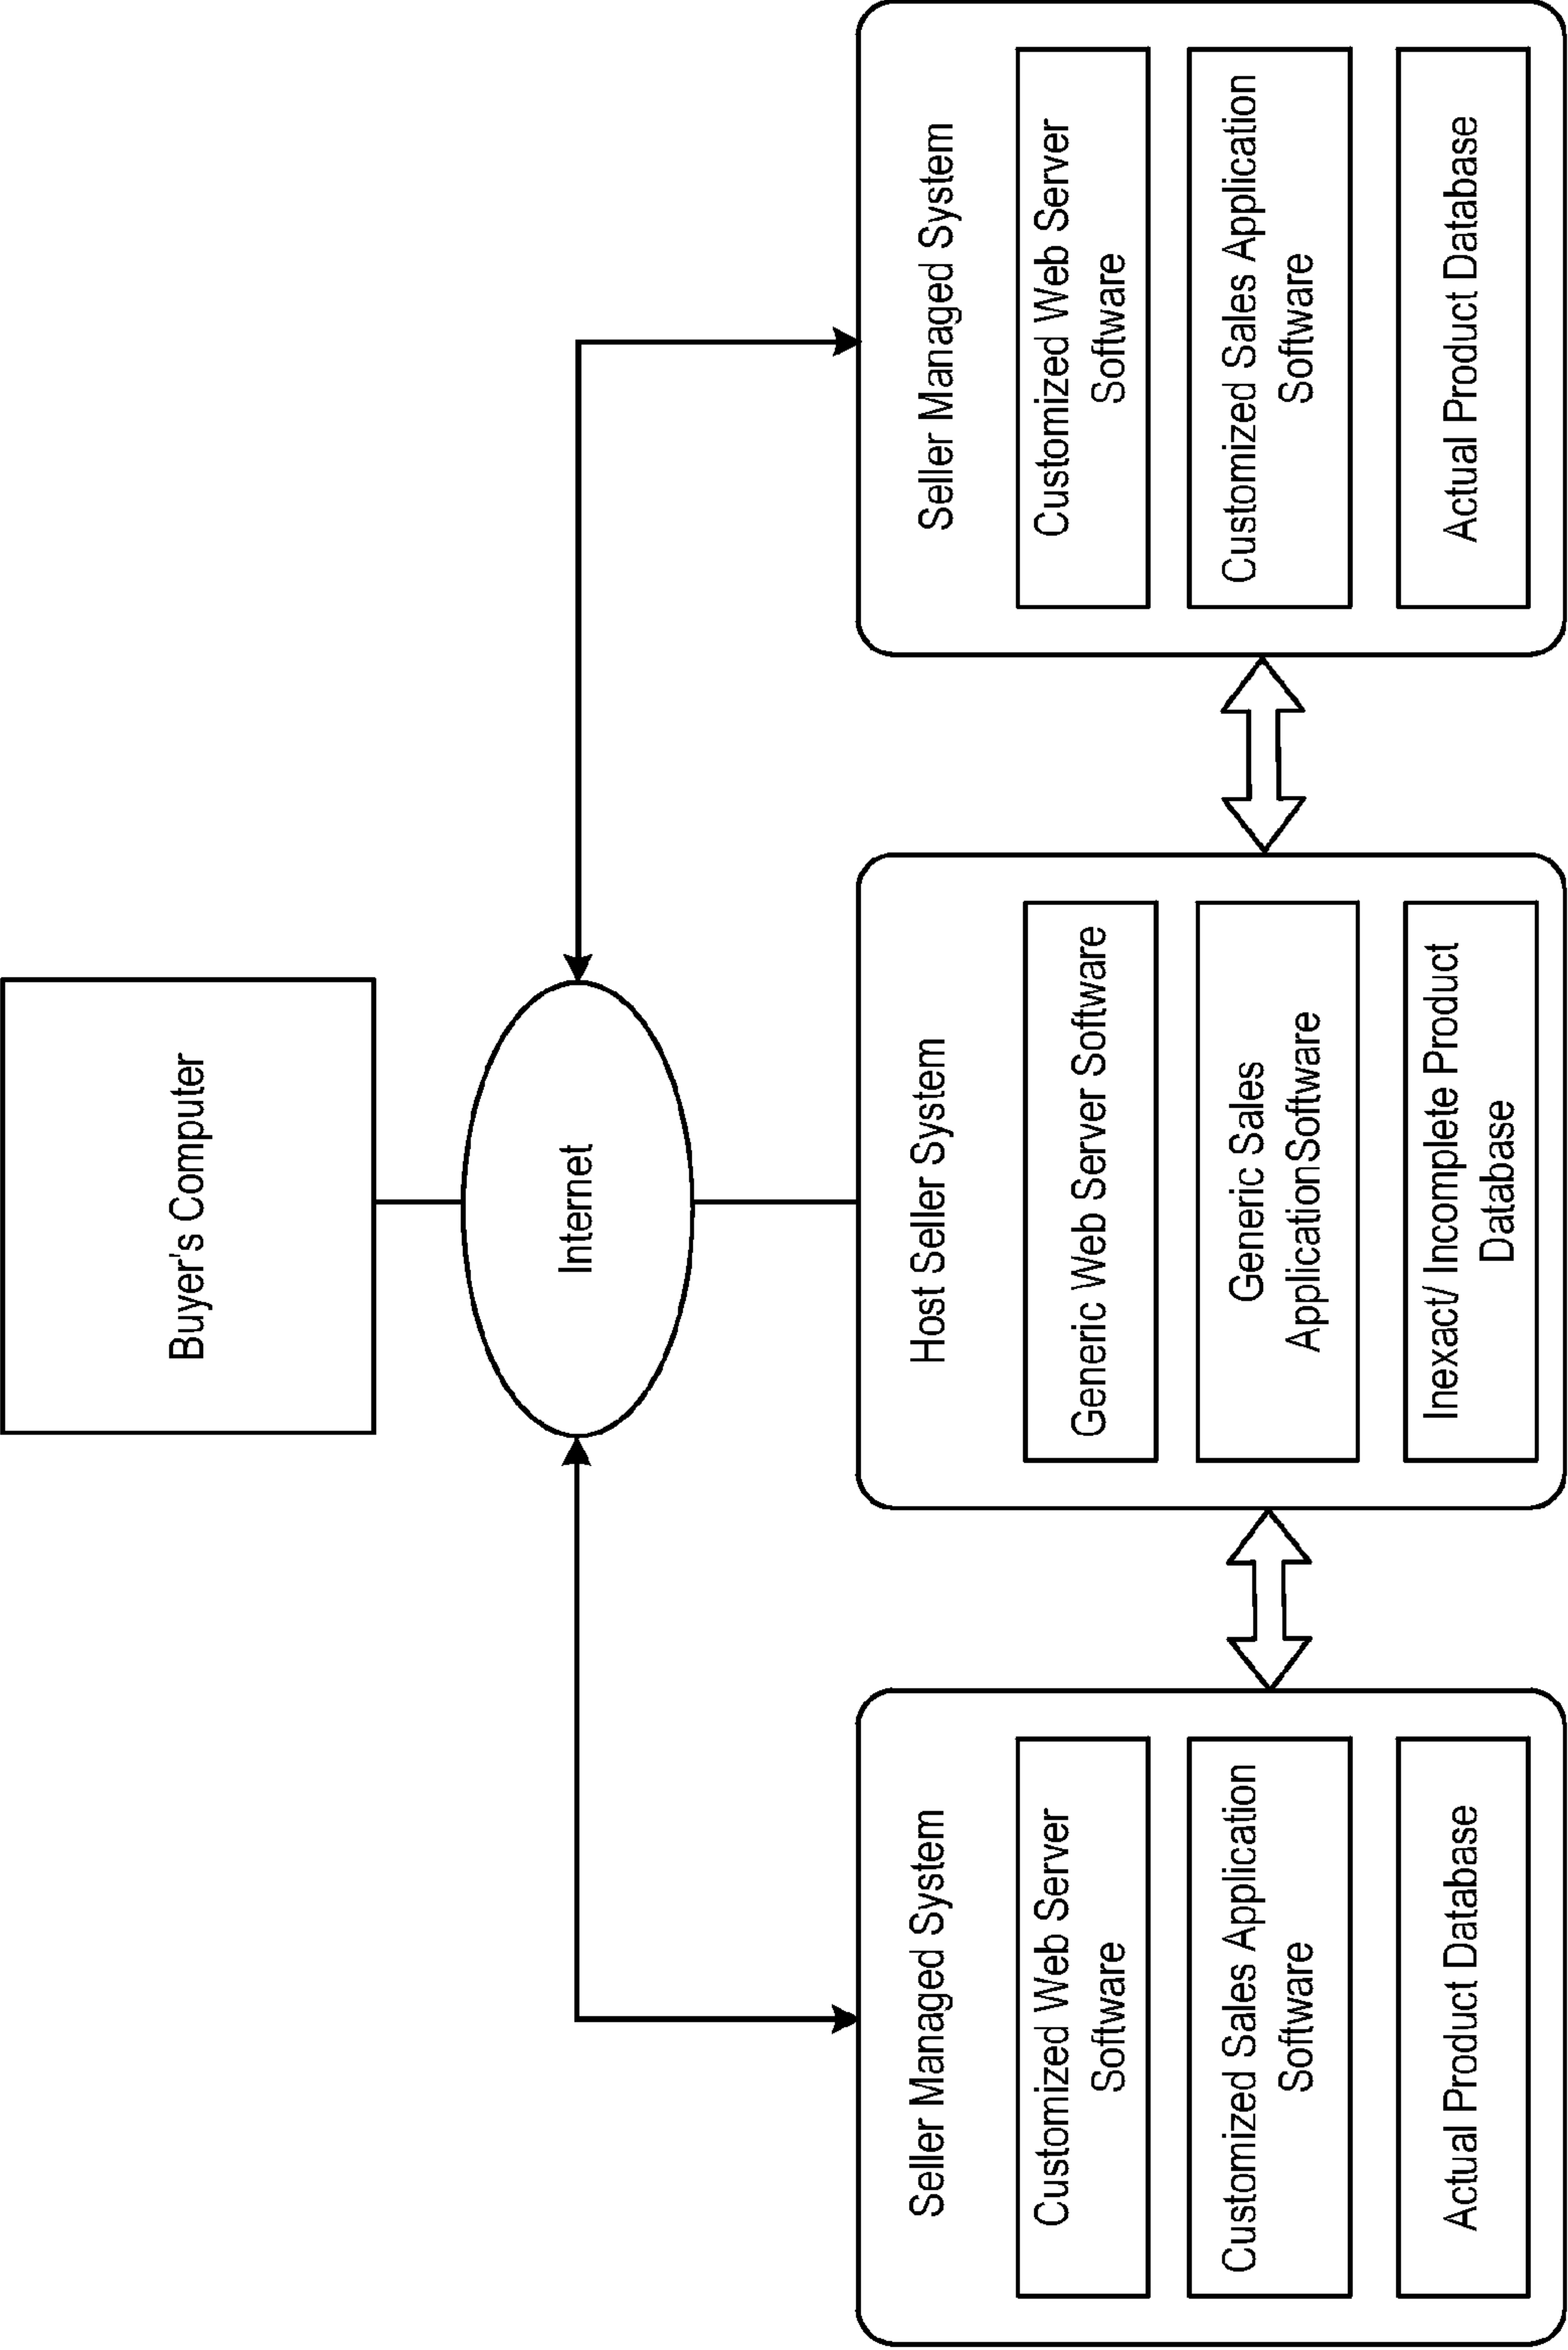 Buyer's Computer
Internet
Seller Managed System
Customized Web Server
Software
Customized Sales Application
Software
Actual Product Database
Host Seller System
Generic Web Server Software
Generic Sales
ApplicationSoftware
Inexact/ Incomplete Product
Database
Seller Managed System
Customized Web Server
Software
Customized Sales Application
Software
Actual Product Database